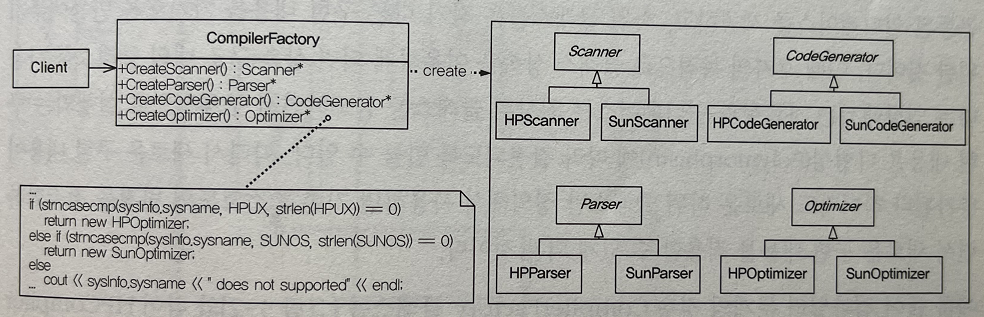 Client
CompilerFactory
+CreateScanner() : Scanner*
+CreateParser() : Parser*
+CreateCodeGenerator() : CodeGenerator*
+CreateOptimizer() : Optimizer*
create
Scanner
HPScanner
SunScanner
CodeGenerator
HPCodeGenerator
SunCodeGenerator
Parser
HPParser
SunParser
Optimizer
HPOptimizer
SunOptimizer
...
if (strncasecmp(sysInfo.sysname, HPUX, strlen(HPUX)) == 0)
return new HPOptimizer;
else if (strncasecmp(sysInfo.sysname, SUNOS, strlen(SUNOS)) == 0)
return new SunOptimizer;
else
cout << sysInfo.sysname << " does not supported" << endl;
...